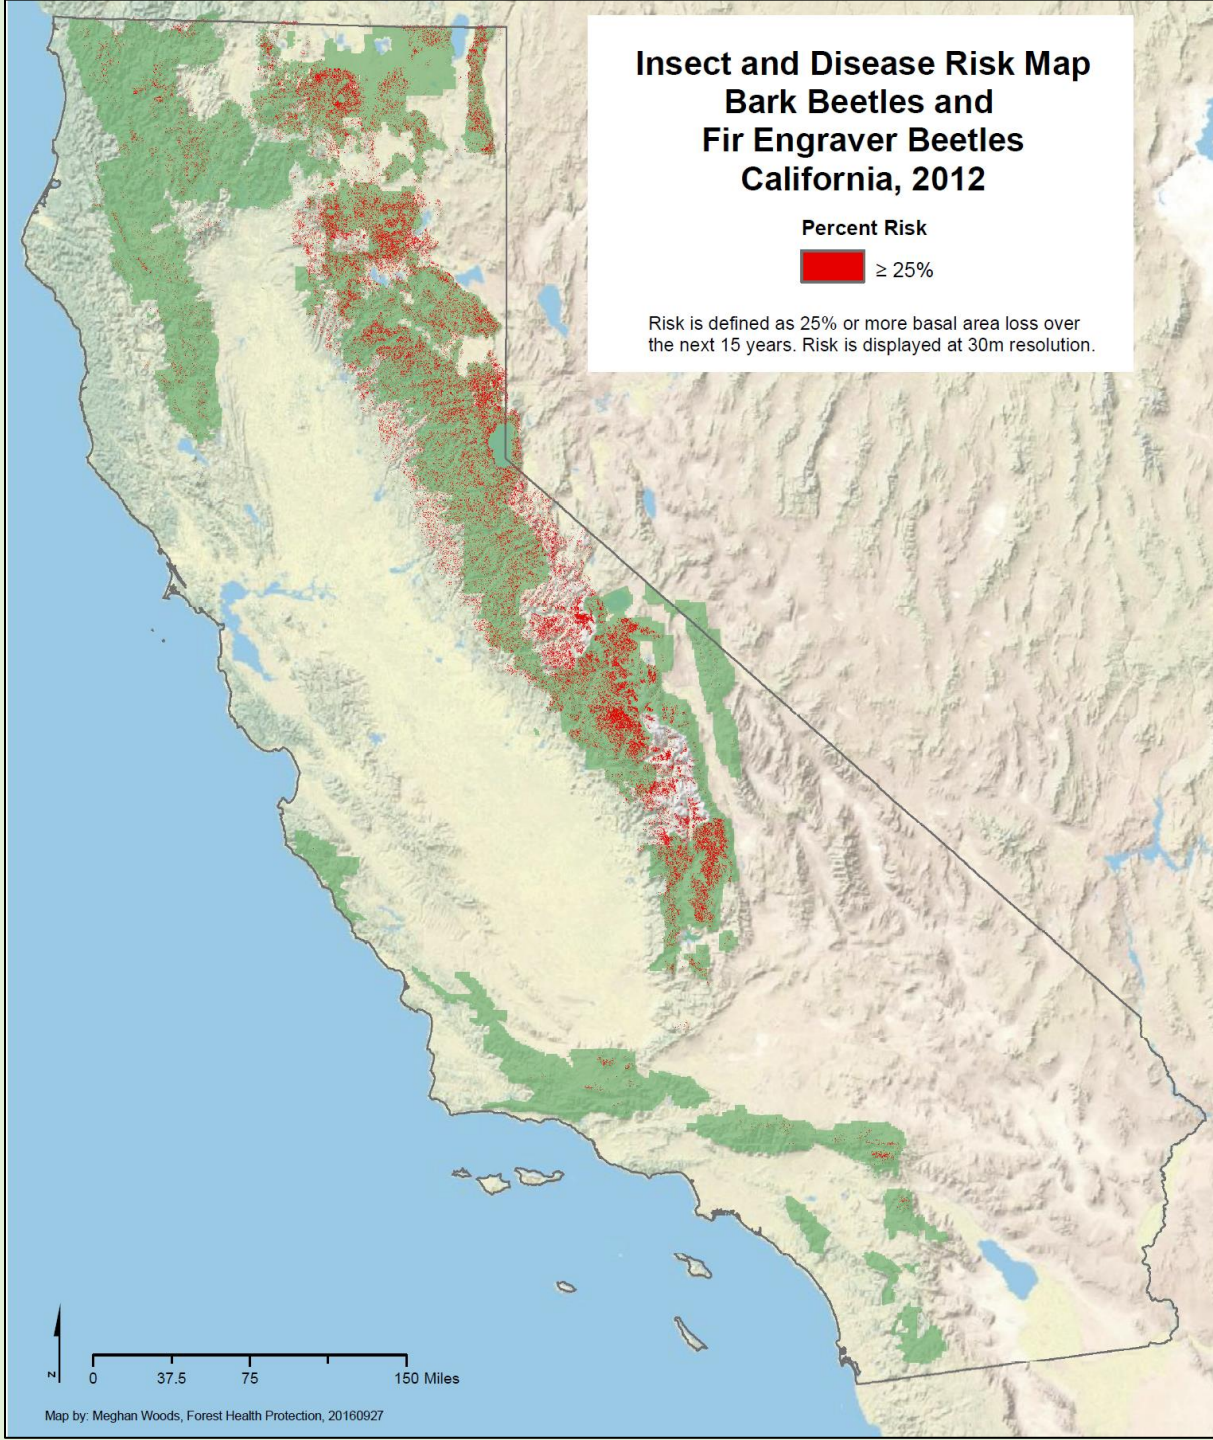 Insect and Disease Risk Map
Bark Beetles and
Fir Engraver Beetles
California, 2012
Percent Risk
≥ 25%
Risk is defined as 25% or more basal area loss over
the next 15 years. Risk is displayed at 30m resolution.
N
0 37.5 75 150 Miles
Map by: Meghan Woods, Forest Health Protection, 20160927